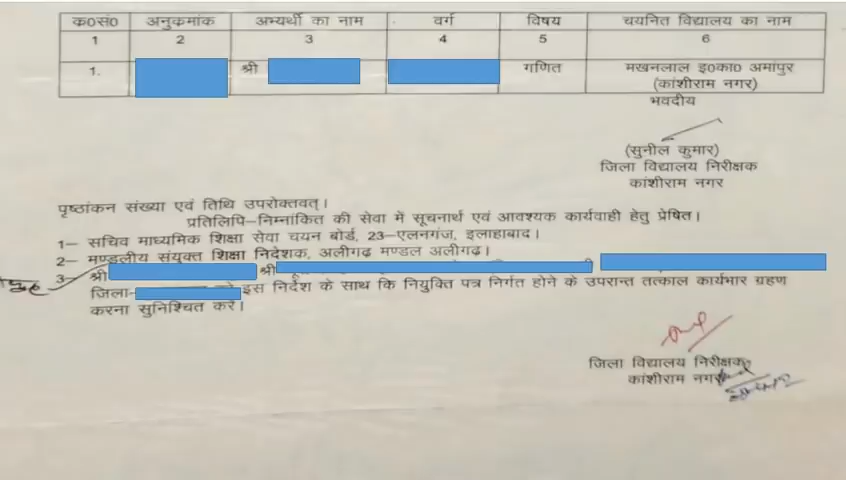 क०सं० अनुकमांक अभ्यर्थी का नाम वर्ग विषय चयनित विद्यालय का नाम
1 2 3 4 5 6
1. श्री गणित मखनलाल इ०का० अमांपुर
(कांशीराम नगर)
भवदीय
(सुनील कुमार)
जिला विद्यालय निरीक्षक
कांशीराम नगर
पृष्ठांकन संख्या एवं तिथि उपरोक्तवत्।
प्रतिलिपि–निम्नांकित की सेवा में सूचनार्थ एवं आवश्यक कार्यवाही हेतु प्रेषित।
1– सचिव माध्यमिक शिक्षा सेवा चयन बोर्ड, 23–एलनगंज, इलाहाबाद।
2– मण्डलीय संयुक्त शिक्षा निदेशक, अलीगढ़ मण्डल अलीगढ़।
3– श्री श्री
जिला– इस निर्देश के साथ कि नियुक्ति पत्र निर्गत होने के उपरान्त तत्काल कार्यभार ग्रहण
करना सुनिश्चित करें।
जिला विद्यालय निरीक्षक
कांशीराम नगर